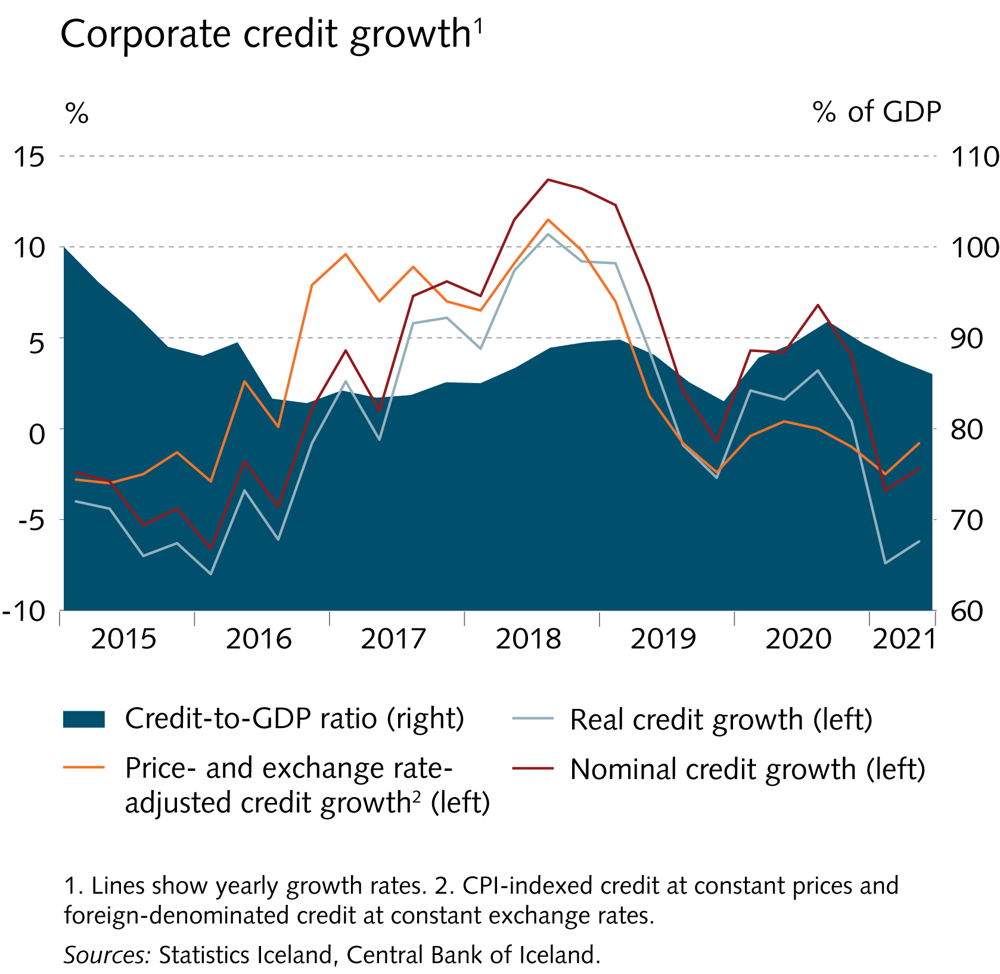 Corporate credit growth¹
% % of GDP
15 110
10 100
5 90
0 80
-5 70
-10 60
2015 2016 2017 2018 2019 2020 2021
Credit-to-GDP ratio (right)
Real credit growth (left)
Price- and exchange rate-
adjusted credit growth² (left)
Nominal credit growth (left)
1. Lines show yearly growth rates. 2. CPI-indexed credit at constant prices and
foreign-denominated credit at constant exchange rates.
Sources: Statistics Iceland, Central Bank of Iceland.